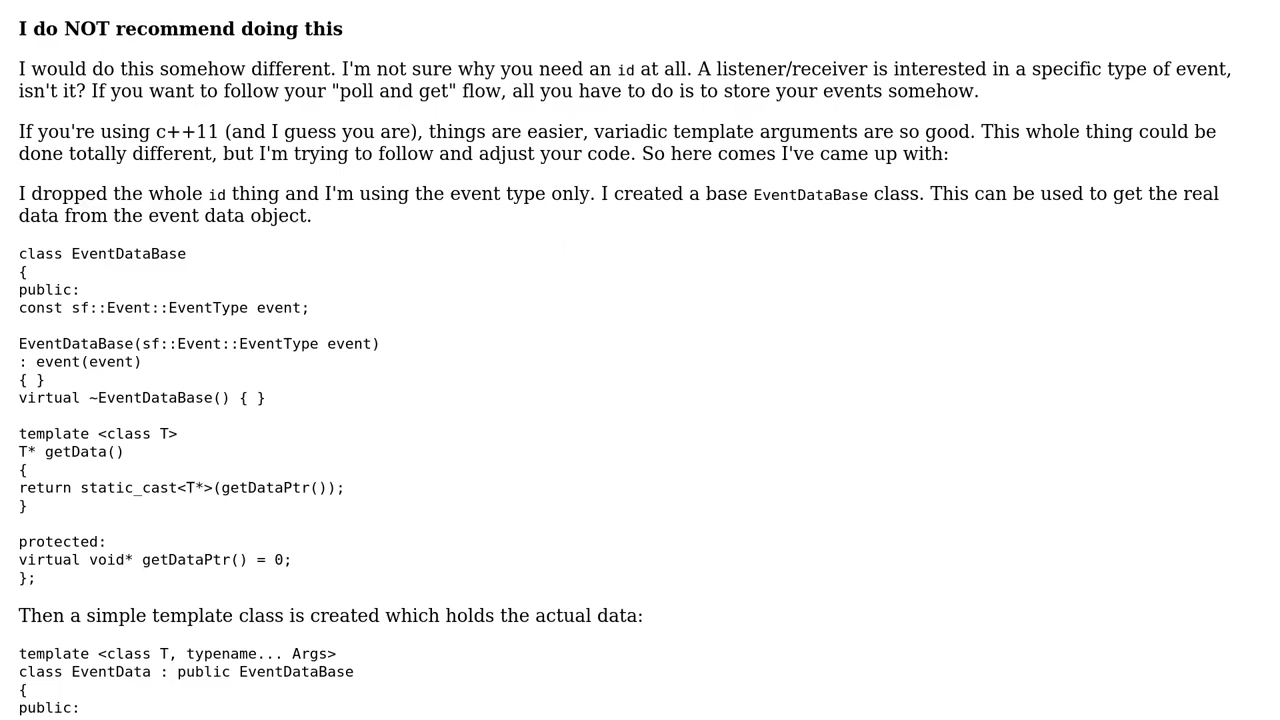 I do NOT recommend doing this
I would do this somehow different. I'm not sure why you need an id at all. A listener/receiver is interested in a specific type of event,
isn't it? If you want to follow your "poll and get" flow, all you have to do is to store your events somehow.
If you're using c++11 (and I guess you are), things are easier, variadic template arguments are so good. This whole thing could be
done totally different, but I'm trying to follow and adjust your code. So here comes I've came up with:
I dropped the whole id thing and I'm using the event type only. I created a base EventDataBase class. This can be used to get the real
data from the event data object.
class EventDataBase
{
public:
const sf::Event::EventType event;
EventDataBase(sf::Event::EventType event)
: event(event)
{ }
virtual ~EventDataBase() { }
template <class T>
T* getData()
{
return static_cast<T*>(getDataPtr());
}
protected:
virtual void* getDataPtr() = 0;
};
Then a simple template class is created which holds the actual data:
template <class T, typename... Args>
class EventData : public EventDataBase
{
public: